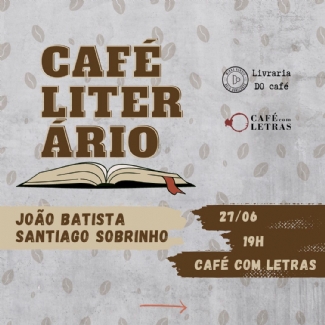 CAFÉ
LITER
ÁRIO
Livraria
DO café
CAFÉ com
LETRAS
JOÃO BATISTA
SANTIAGO SOBRINHO
27/06
19H
CAFÉ COM LETRAS